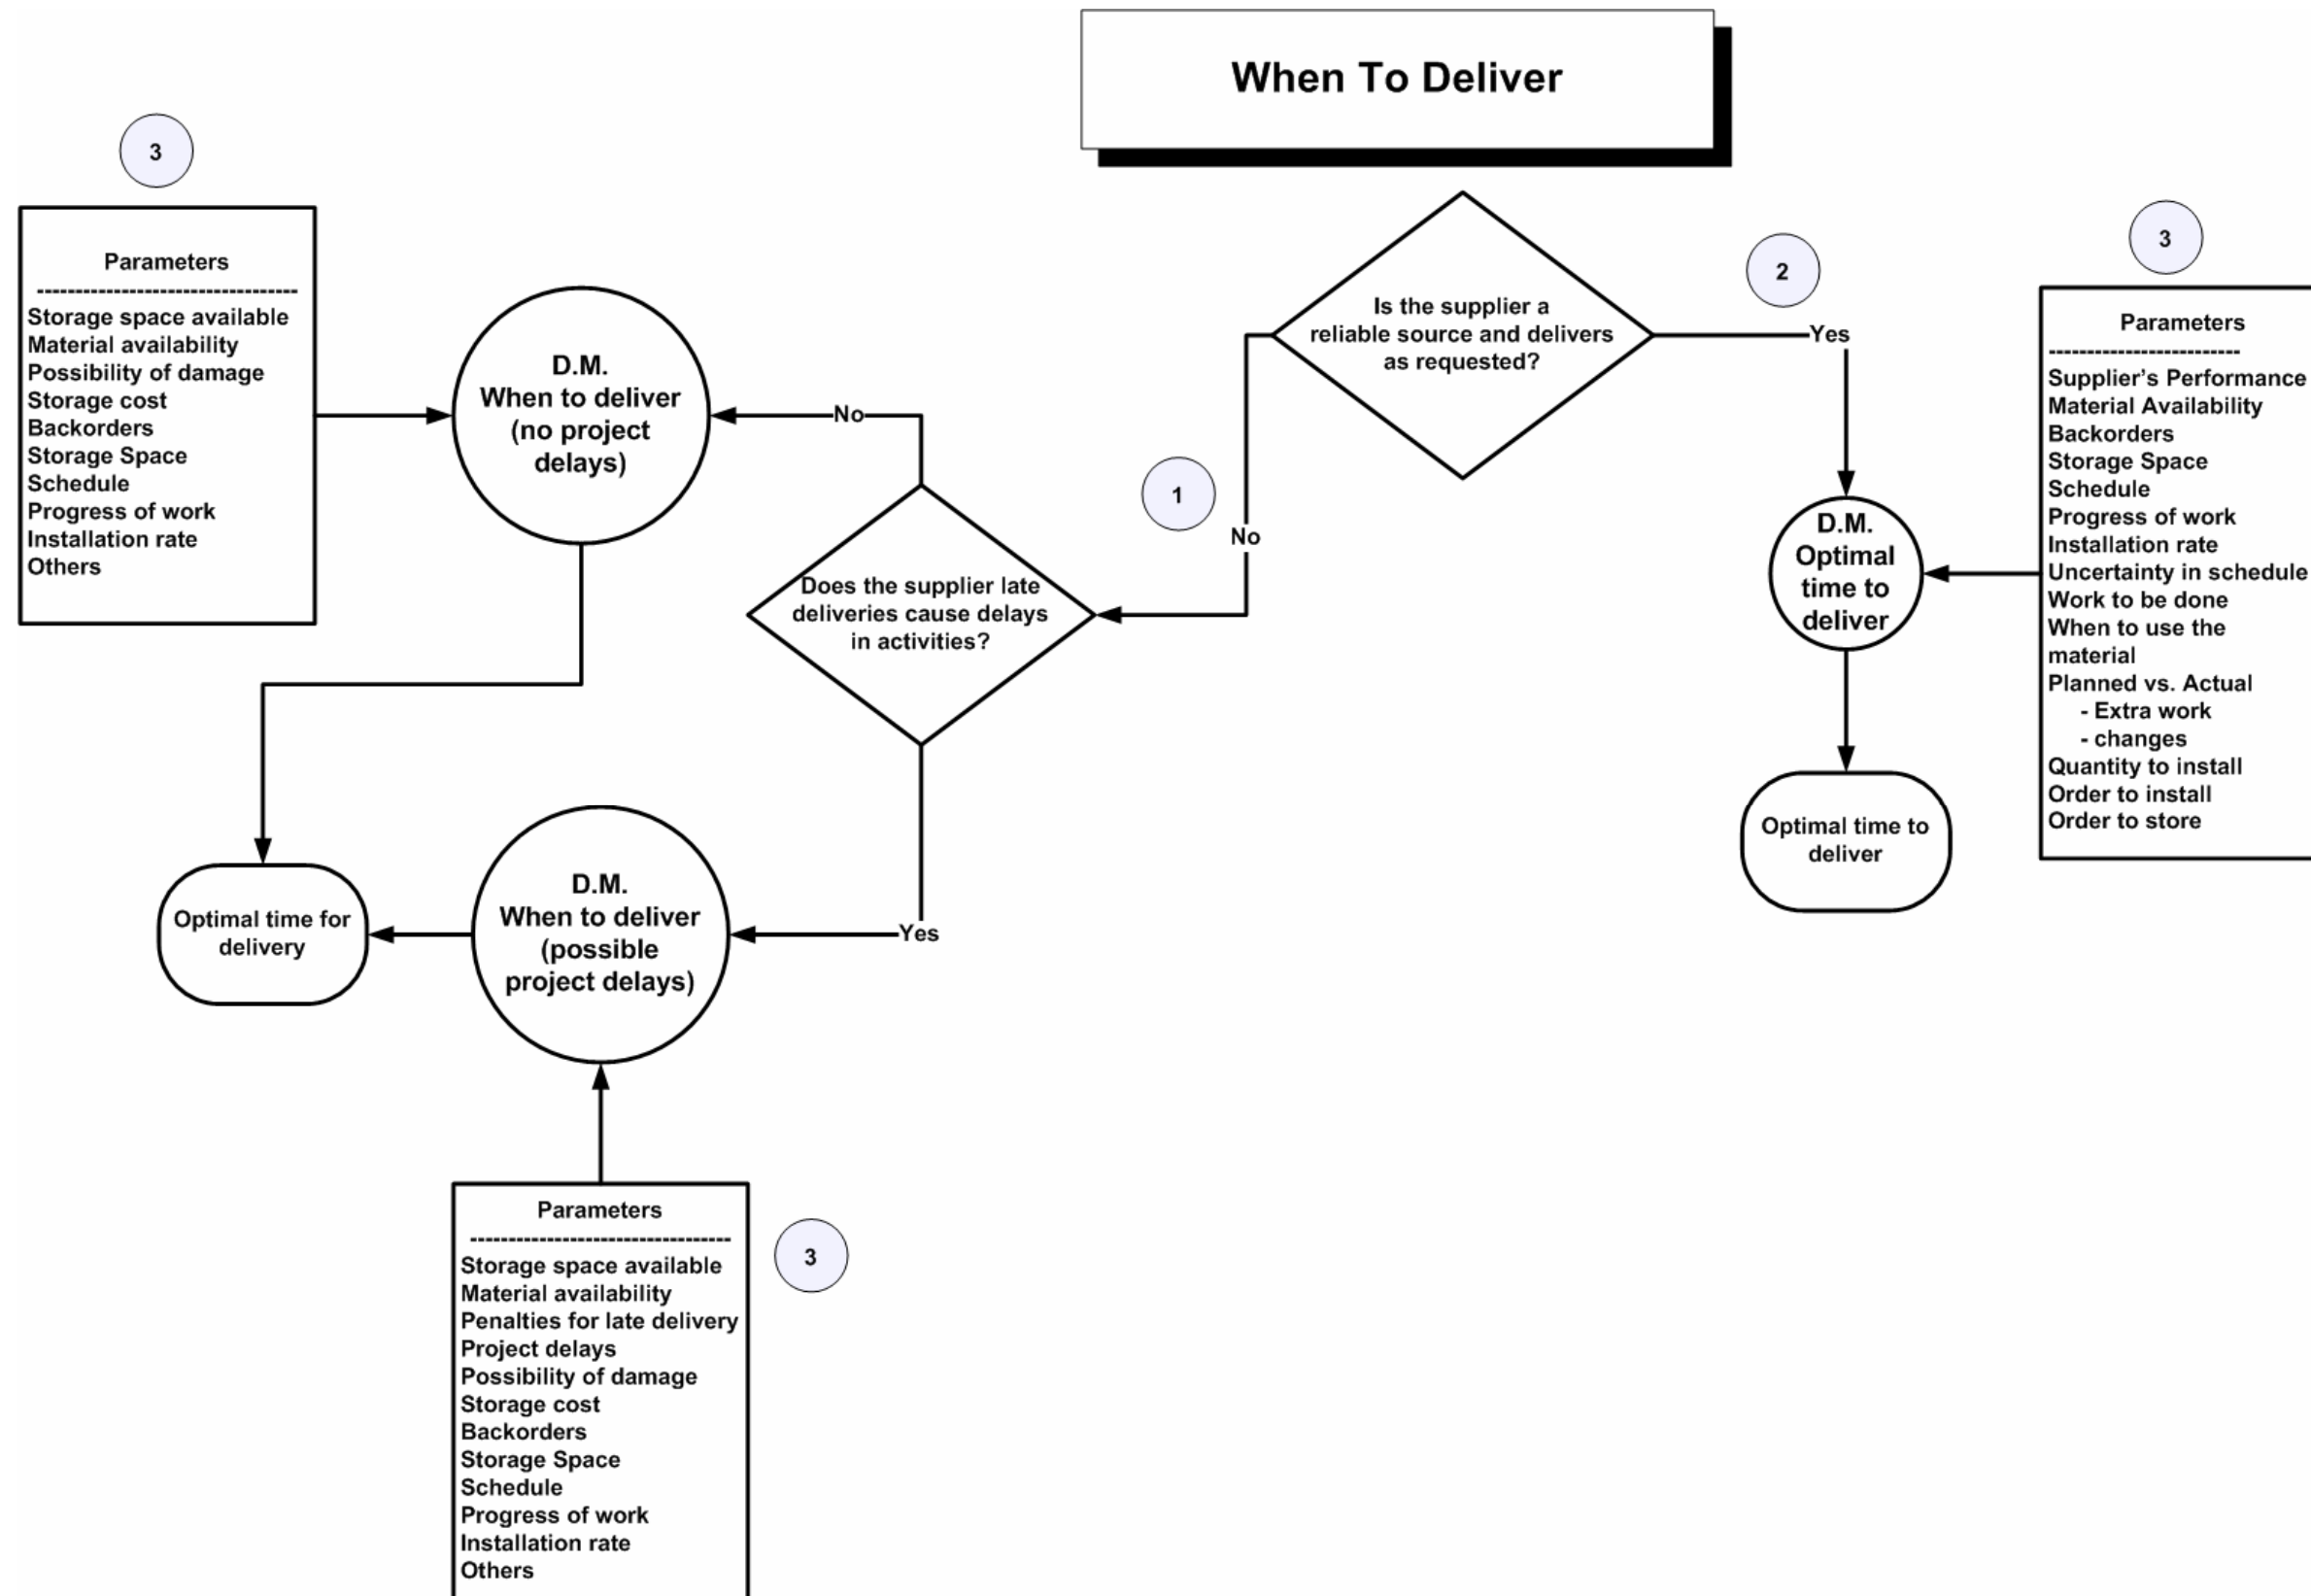 When To Deliver
3
Parameters
----------------------------------
Storage space available
Material availability
Possibility of damage
Storage cost
Backorders
Storage Space
Schedule
Progress of work
Installation rate
Others
D.M.
When to deliver
(no project
delays)
No
Does the supplier late
deliveries cause delays
in activities?
1
No
Is the supplier a
reliable source and delivers
as requested?
2
Yes
3
Parameters
-------------------------
Supplier’s Performance
Material Availability
Backorders
Storage Space
Schedule
Progress of work
Installation rate
Uncertainty in schedule
Work to be done
When to use the
material
Planned vs. Actual
- Extra work
- changes
Quantity to install
Order to install
Order to store
D.M.
Optimal
time to
deliver
Optimal time to
deliver
Optimal time for
delivery
D.M.
When to deliver
(possible
project delays)
Yes
Parameters
----------------------------------
Storage space available
Material availability
Penalties for late delivery
Project delays
Possibility of damage
Storage cost
Backorders
Storage Space
Schedule
Progress of work
Installation rate
Others
3